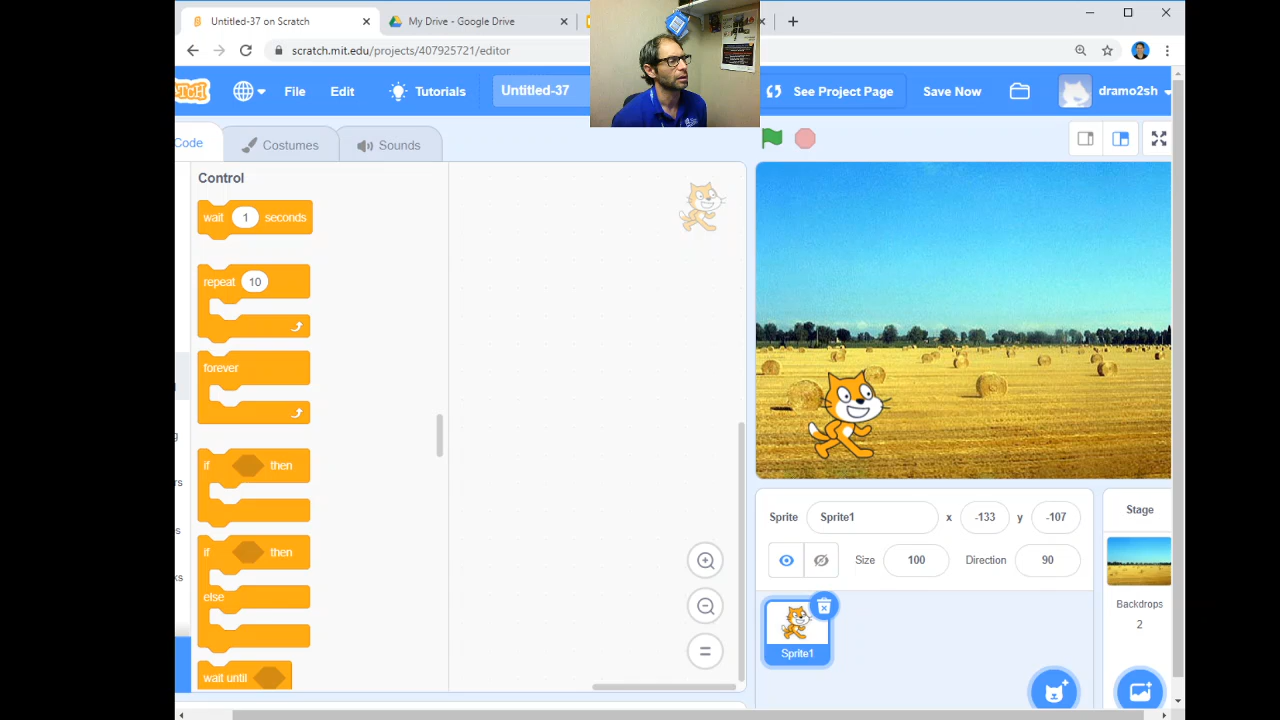 Untitled-37 on Scratch
My Drive - Google Drive
scratch.mit.edu/projects/407925721/editor
File
Edit
Tutorials
Untitled-37
See Project Page
Save Now
dramo2sh
Code
Costumes
Sounds
Control
wait 1 seconds
repeat 10
forever
if then
if then
else
wait until
Sprite
Sprite1
x
-133
y
-107
Size
100
Direction
90
Sprite1
Stage
Backdrops
2